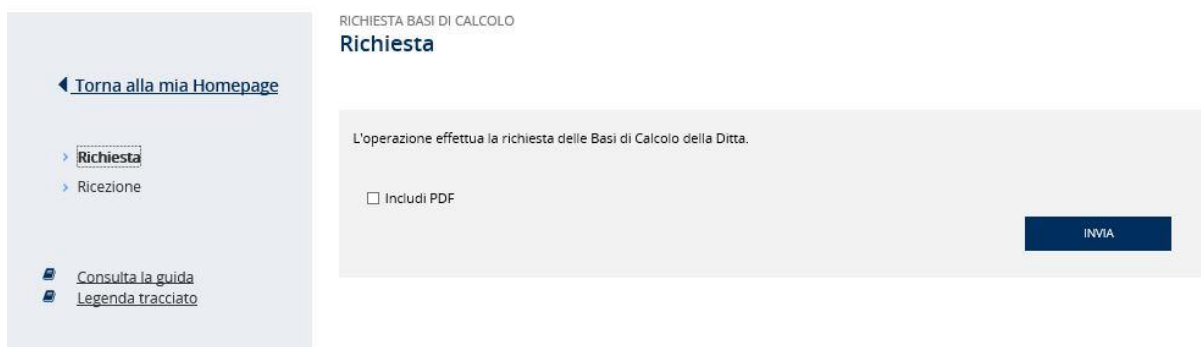 RICHIESTA BASI DI CALCOLO
Richiesta
Torna alla mia Homepage
Richiesta
Ricezione
Consulta la guida
Legenda tracciato
L'operazione effettua la richiesta delle Basi di Calcolo della Ditta.
Includi PDF
INVIA